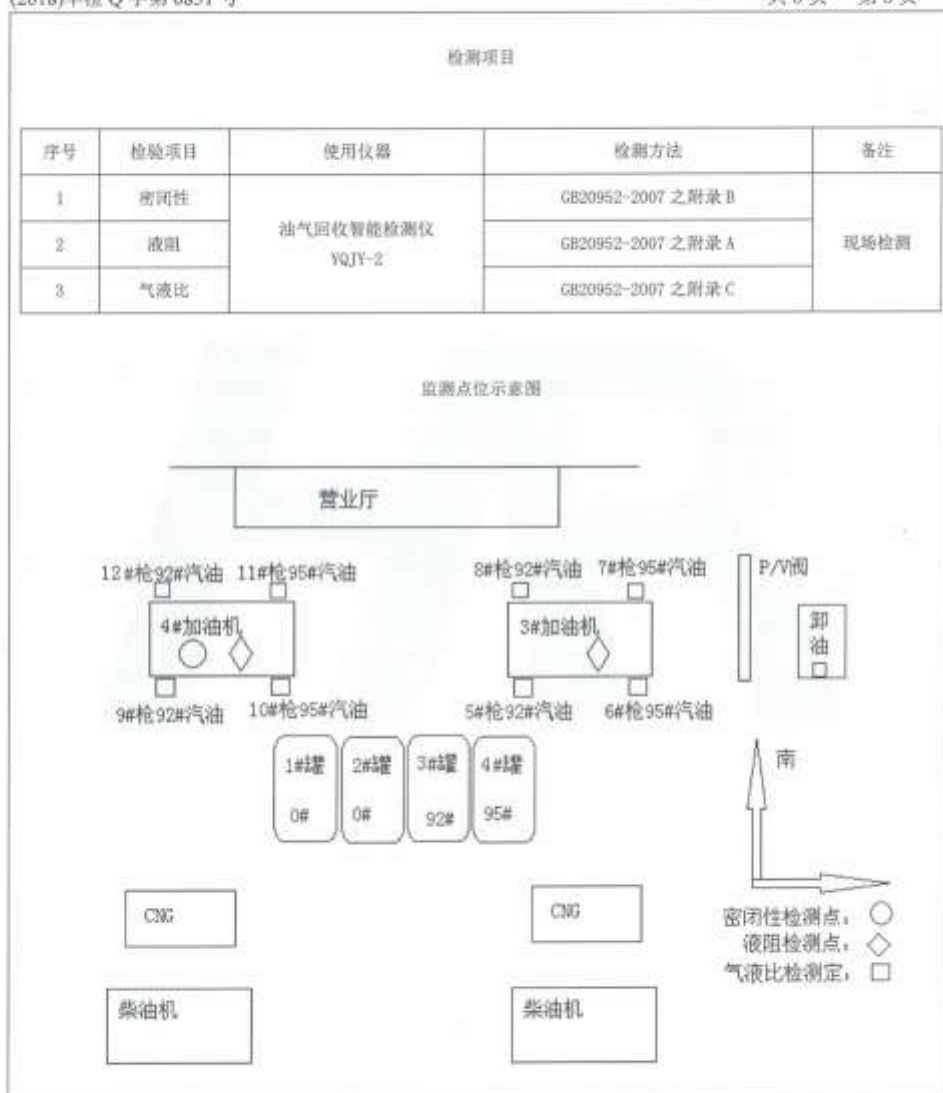 检测项目
序号 检验项目 使用仪器 检测方法 备注
1 密闭性 油气回收智能检测仪 YQJY-2 GB20952-2007 之附录 B 现场检测
2 液阻 GB20952-2007 之附录 A
3 气液比 GB20952-2007 之附录 C
监测点位示意图
营业厅
12#枪92#汽油 11#枪95#汽油 8#枪92#汽油 7#枪95#汽油 P/V阀
4#加油机 3#加油机 卸油
9#枪92#汽油 10#枪95#汽油 5#枪92#汽油 6#枪95#汽油
1#罐 2#罐 3#罐 4#罐 南
0# 0# 92# 95#
CNG CNG
密闭性检测点:
液阻检测点:
气液比检测定:
柴油机 柴油机